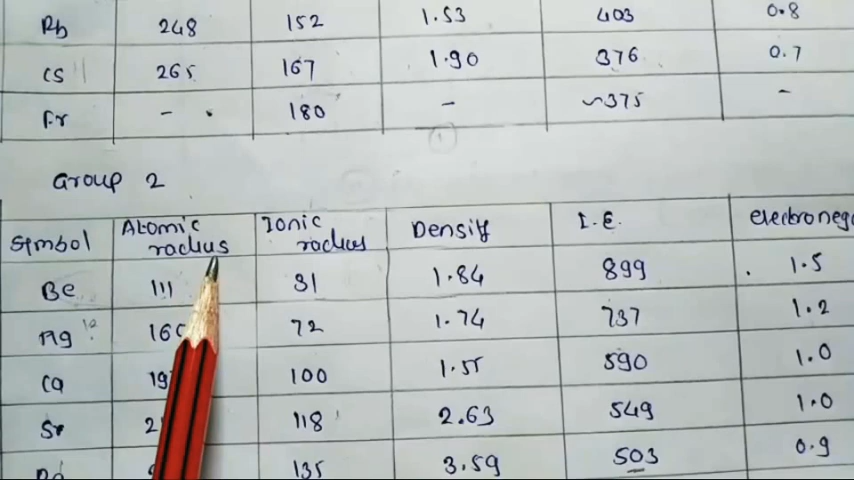 Rb 248 152 1.53 403 0.8
Cs 265 167 1.90 376 0.7
Fr - 180 - ~375 -
Group 2
Symbol Atomic radius Ionic radius Density I.E.
Be 111 31 1.84 899 1.5
Mg 160 72 1.74 737 1.2
Ca 100 1.55 590 1.0
Sr 118 2.63 549 1.0
135 3.59 503 0.9